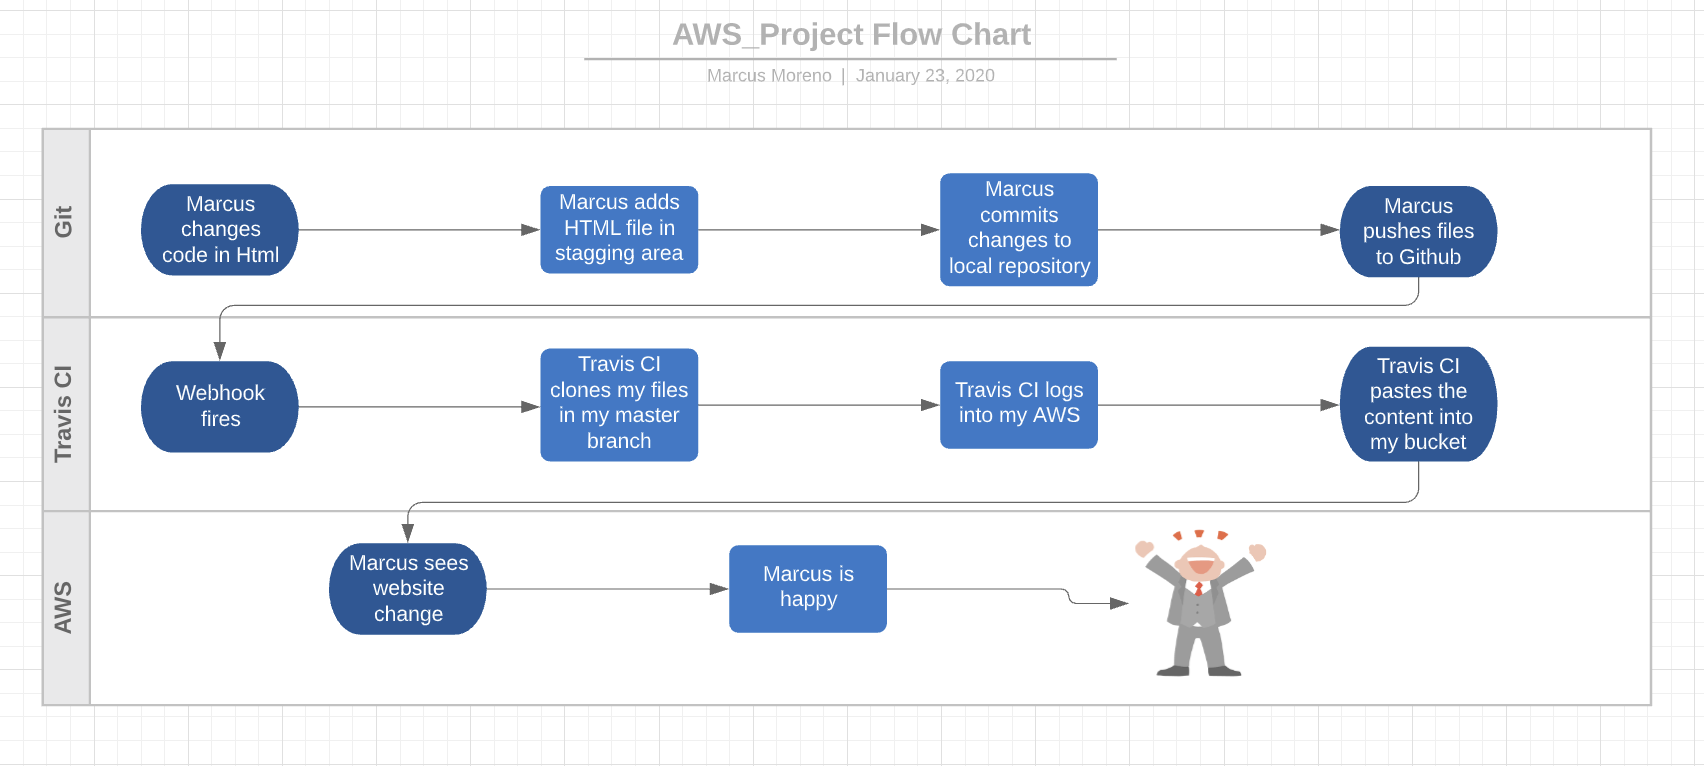 AWS_Project Flow Chart
Marcus Moreno | January 23, 2020
Git
Marcus
changes
code in Html
Marcus adds
HTML file in
stagging area
Marcus
commits
changes to
local repository
Marcus
pushes files
to Github
Travis CI
Webhook
fires
Travis CI
clones my files
in my master
branch
Travis CI logs
into my AWS
Travis CI
pastes the
content into
my bucket
AWS
Marcus sees
website
change
Marcus is
happy